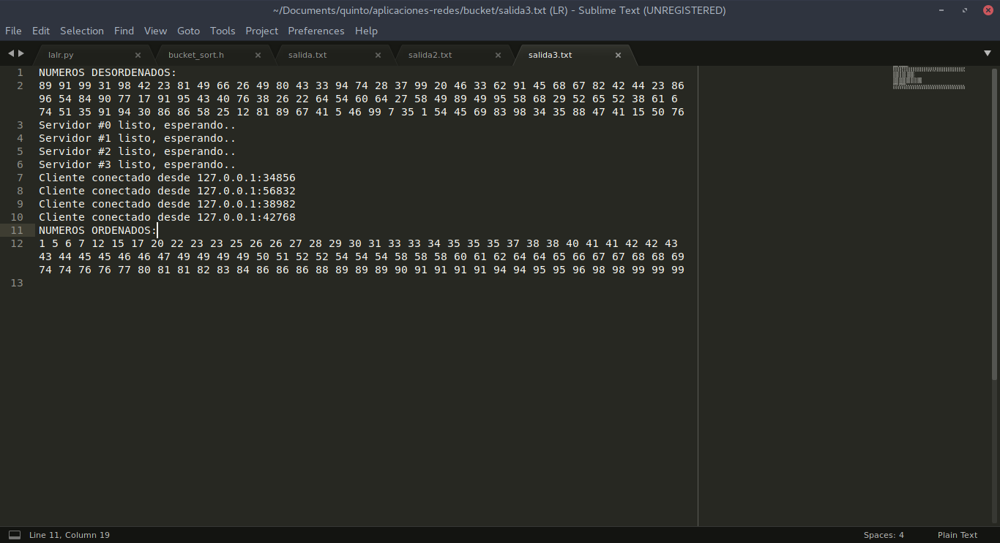 ~/Documents/quinto/aplicaciones-redes/bucket/salida3.txt (LR) - Sublime Text (UNREGISTERED)
File Edit Selection Find View Goto Tools Project Preferences Help
lalr.py bucket_sort.h salida.txt salida2.txt salida3.txt
1 NUMEROS DESORDENADOS:
2 89 91 99 31 98 42 23 81 49 66 26 49 80 43 33 94 74 28 37 99 20 46 33 62 91 45 68 67 82 42 44 23 86
96 54 84 90 77 17 91 95 43 40 76 38 26 22 64 54 60 64 27 58 49 89 49 95 58 68 29 52 65 52 38 61 6
74 51 35 91 94 30 86 86 58 25 12 81 89 67 41 5 46 99 7 35 1 54 45 69 83 98 34 35 88 47 41 15 50 76
3 Servidor #0 listo, esperando..
4 Servidor #1 listo, esperando..
5 Servidor #2 listo, esperando..
6 Servidor #3 listo, esperando..
7 Cliente conectado desde 127.0.0.1:34856
8 Cliente conectado desde 127.0.0.1:56832
9 Cliente conectado desde 127.0.0.1:38982
10 Cliente conectado desde 127.0.0.1:42768
11 NUMEROS ORDENADOS:
12 1 5 6 7 12 15 17 20 22 23 23 25 26 26 27 28 29 30 31 33 33 34 35 35 35 37 38 38 40 41 41 42 42 43
43 44 45 45 46 46 47 49 49 49 49 50 51 52 52 54 54 54 58 58 58 60 61 62 64 64 65 66 67 67 68 68 69
74 74 76 76 77 80 81 81 82 83 84 86 86 86 88 89 89 89 90 91 91 91 91 94 94 95 95 96 98 98 99 99 99
13
Line 11, Column 19 Spaces: 4 Plain Text